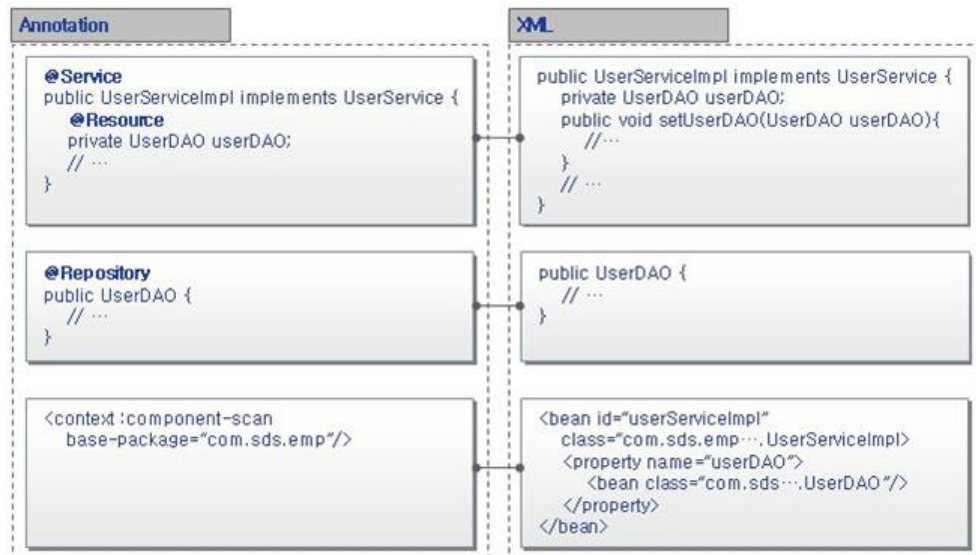 Annotation
@Service
public UserServiceImpl implements UserService {
@Resource
private UserDAO userDAO;
// ...
}
@Repository
public UserDAO {
// ...
}
<context:component-scan
base-package="com.sds.emp"/>
XML
public UserServiceImpl implements UserService {
private UserDAO userDAO;
public void setUserDAO(UserDAO userDAO){
//...
}
// ...
}
public UserDAO {
// ...
}
<bean id="userServiceImpl"
class="com.sds.emp....UserServiceImpl>
<property name="userDAO">
<bean class="com.sds....UserDAO"/>
</property>
</bean>